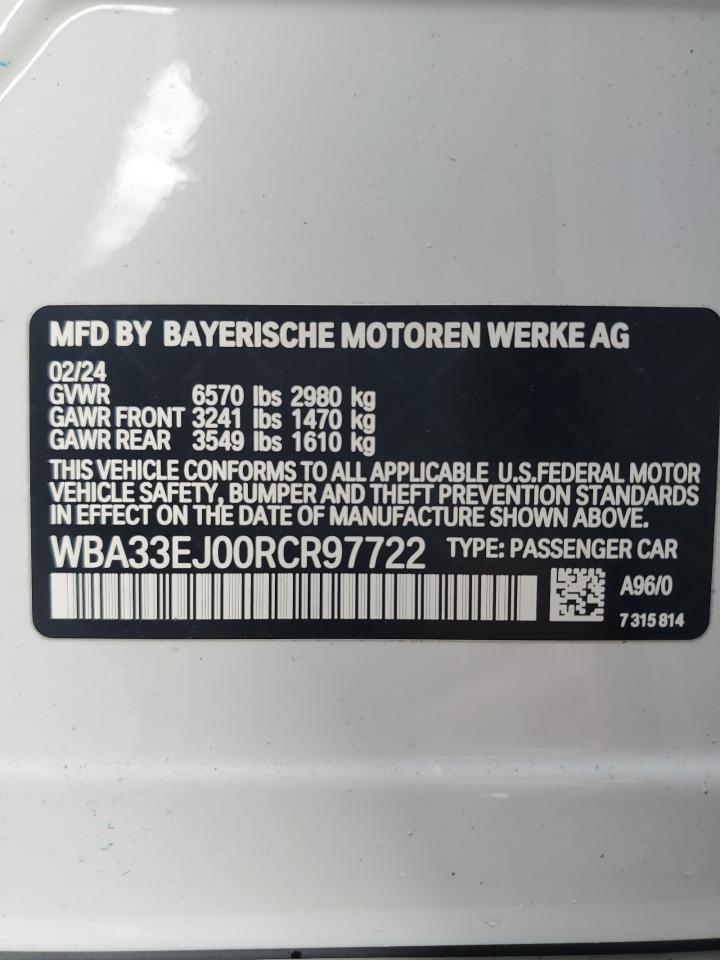 MFD BY BAYERISCHE MOTOREN WERKE AG
02/24
GVWR 6570 lbs 2980 kg
GAWR FRONT 3241 lbs 1470 kg
GAWR REAR 3549 lbs 1610 kg
THIS VEHICLE CONFORMS TO ALL APPLICABLE U.S.FEDERAL MOTOR
VEHICLE SAFETY, BUMPER AND THEFT PREVENTION STANDARDS
IN EFFECT ON THE DATE OF MANUFACTURE SHOWN ABOVE.
WBA33EJ00RCR97722 TYPE: PASSENGER CAR
A96/0
7 315 814